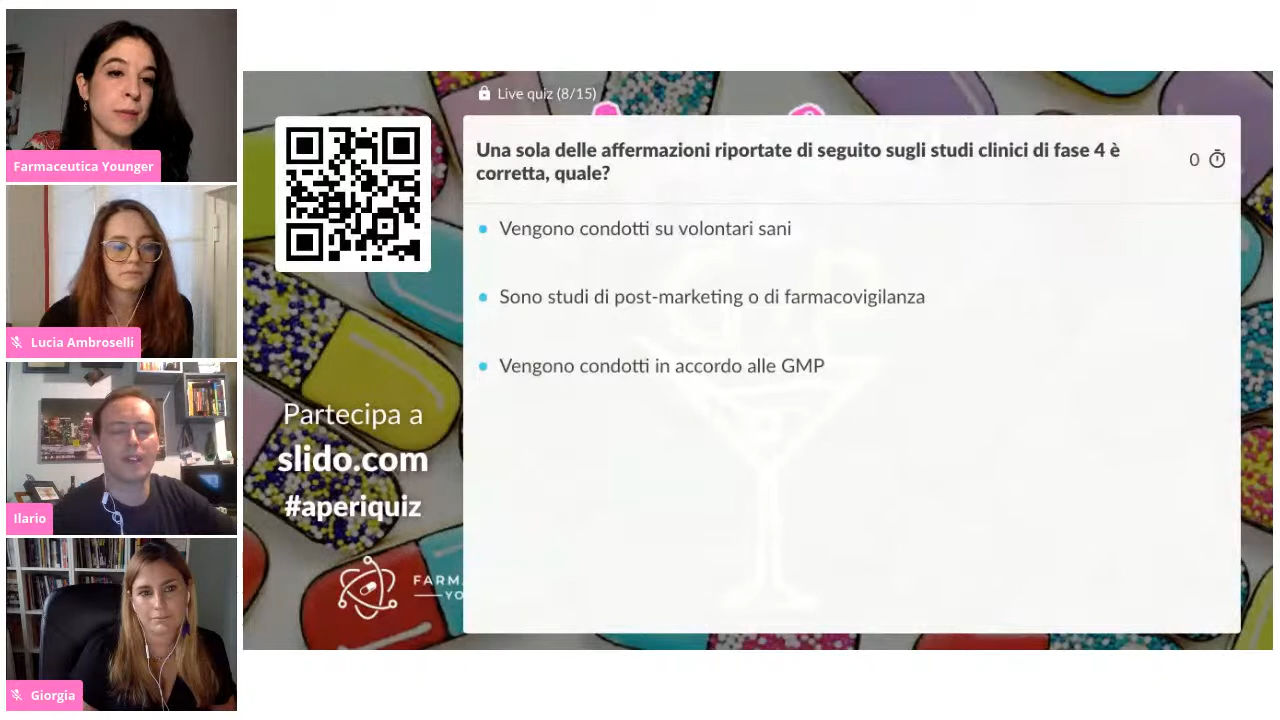 Farmaceutica Younger
Lucia Ambroselli
Ilario
Giorgia
Live quiz (8/15)
Una sola delle affermazioni riportate di seguito sugli studi clinici di fase 4 è
corretta, quale?
0
Vengono condotti su volontari sani
Sono studi di post-marketing o di farmacovigilanza
Vengono condotti in accordo alle GMP
Partecipa a
slido.com
#aperiquiz
FARMA
YO